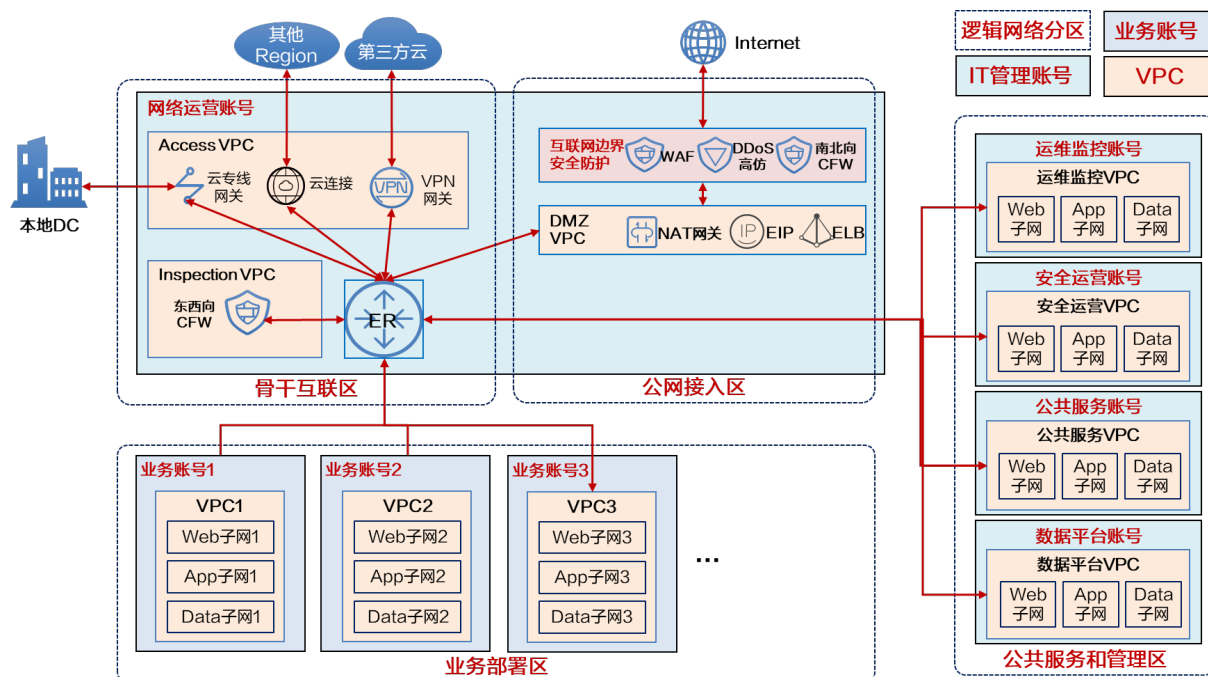 其他
Region
第三方云
Internet
逻辑网络分区
业务账号
IT管理账号
VPC
网络运营账号
Access VPC
云专线
网关
云连接
VPN
VPN
网关
本地DC
互联网边界
安全防护
WAF
DDoS
高仿
南北向
CFW
DMZ
VPC
NAT网关
IP
EIP
ELB
Inspection VPC
东西向
CFW
ER
骨干互联区
公网接入区
运维监控账号
运维监控VPC
Web
子网
App
子网
Data
子网
安全运营账号
安全运营VPC
Web
子网
App
子网
Data
子网
公共服务账号
公共服务VPC
Web
子网
App
子网
Data
子网
数据平台账号
数据平台VPC
Web
子网
App
子网
Data
子网
公共服务和管理区
业务账号1
VPC1
Web子网1
App子网1
Data子网1
业务账号2
VPC2
Web子网2
App子网2
Data子网2
业务账号3
VPC3
Web子网3
App子网3
Data子网3
...
业务部署区